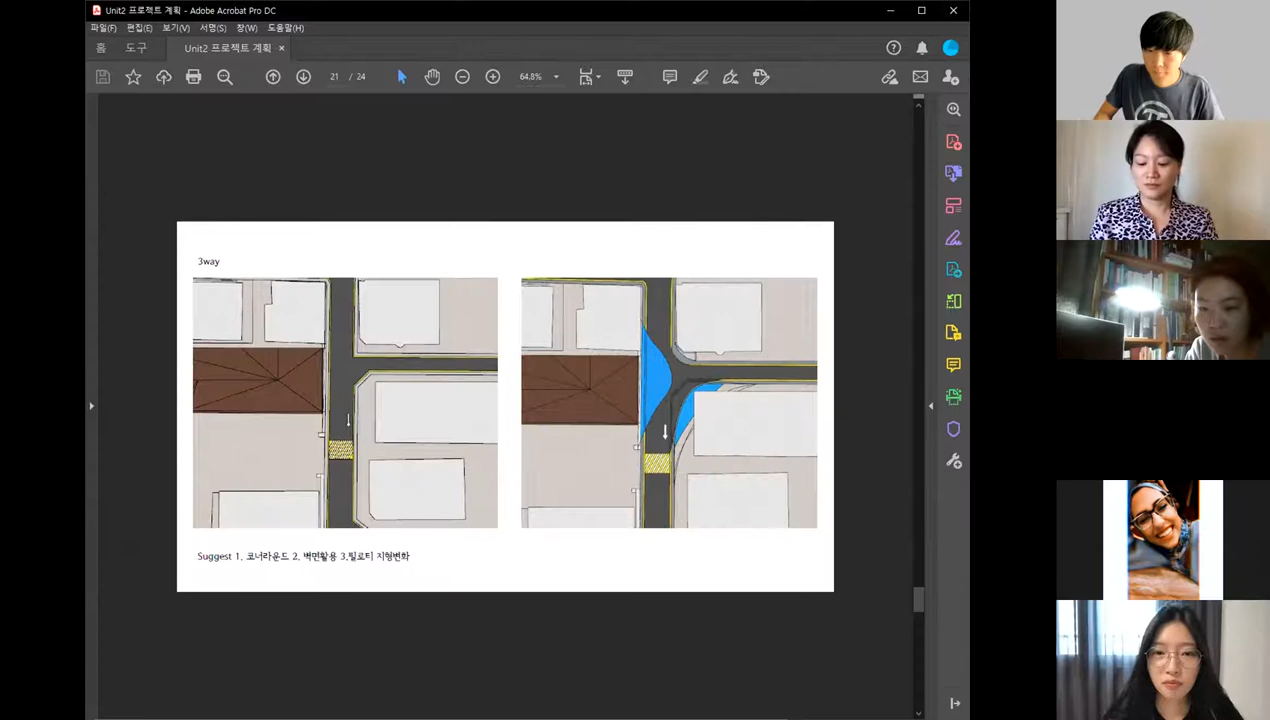 Unit2 프로젝트 계획 - Adobe Acrobat Pro DC
파일(F) 편집(E) 보기(V) 서명(S) 창(W) 도움말(H)
홈 도구 Unit2 프로젝트 계획 ×
21 / 24 64.8%
3way
Suggest 1. 코너라운드 2. 벽면활용 3.필로티 지형변화